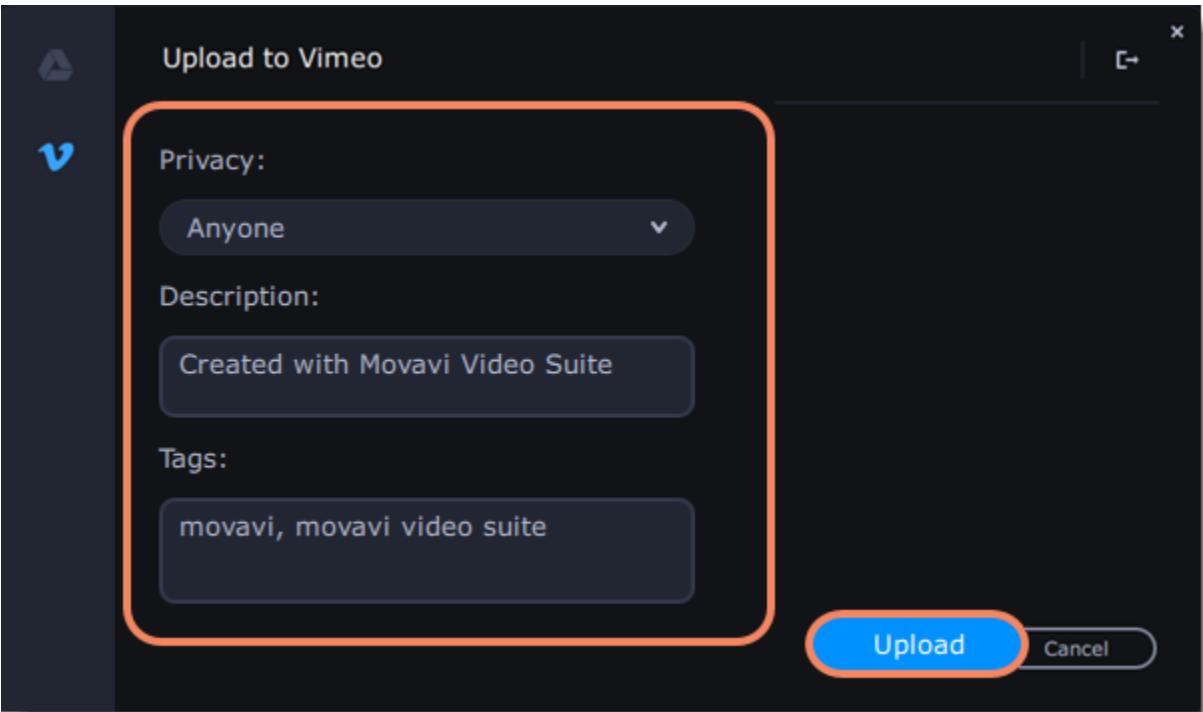 Upload to Vimeo
Privacy:
Anyone
Description:
Created with Movavi Video Suite
Tags:
movavi, movavi video suite
Upload
Cancel